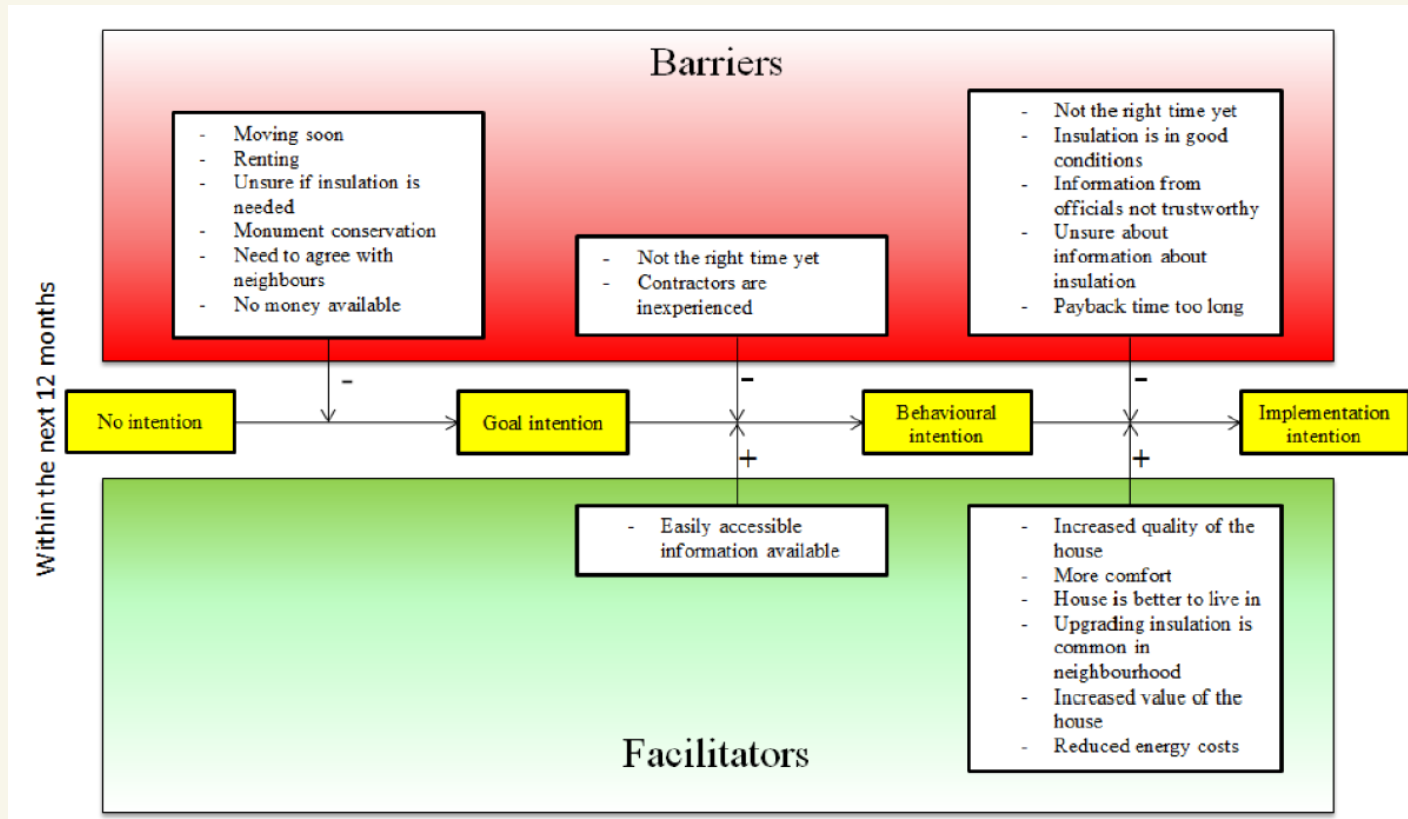 Barriers
- Moving soon
- Renting
- Unsure if insulation is
needed
- Monument conservation
- Need to agree with
neighbours
- No money available
- Not the right time yet
- Contractors are
inexperienced
- Not the right time yet
- Insulation is in good
conditions
- Information from
officials not trustworthy
- Unsure about
information about
insulation
- Payback time too long
Within the next 12 months
-
-
-
No intention
Goal intention
Behavioural
intention
Implementation
intention
+
+
- Easily accessible
information available
- Increased quality of the
house
- More comfort
- House is better to live in
- Upgrading insulation is
common in
neighbourhood
- Increased value of the
house
- Reduced energy costs
Facilitators